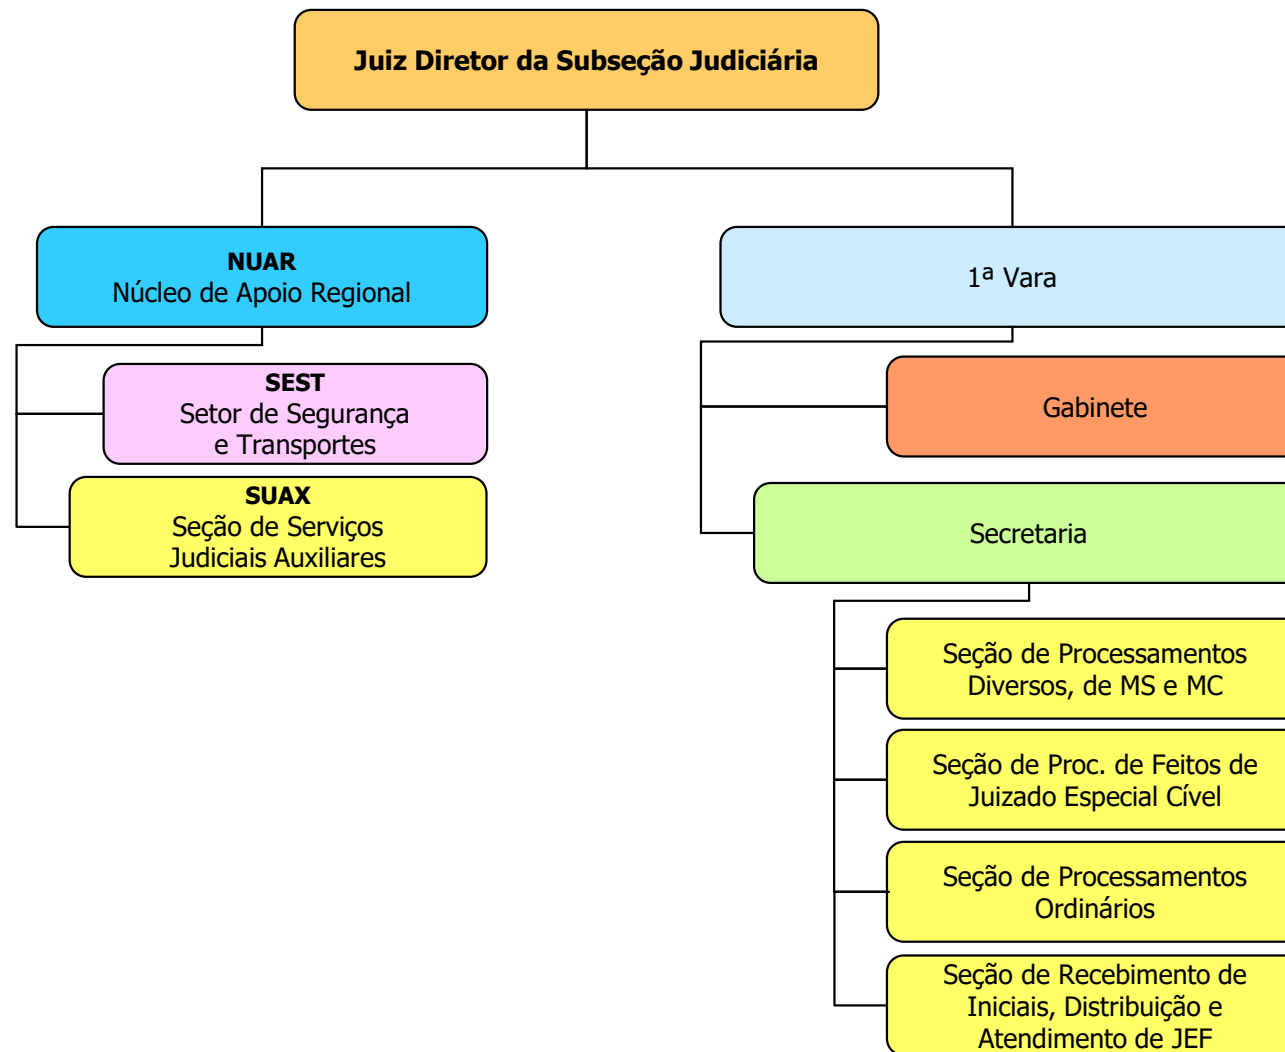 Juiz Diretor da Subseção Judiciária
NUAR
Núcleo de Apoio Regional
SEST
Setor de Segurança
e Transportes
SUAX
Seção de Serviços
Judiciais Auxiliares
1ª Vara
Gabinete
Secretaria
Seção de Processamentos
Diversos, de MS e MC
Seção de Proc. de Feitos de
Juizado Especial Cível
Seção de Processamentos
Ordinários
Seção de Recebimento de
Iniciais, Distribuição e
Atendimento de JEF